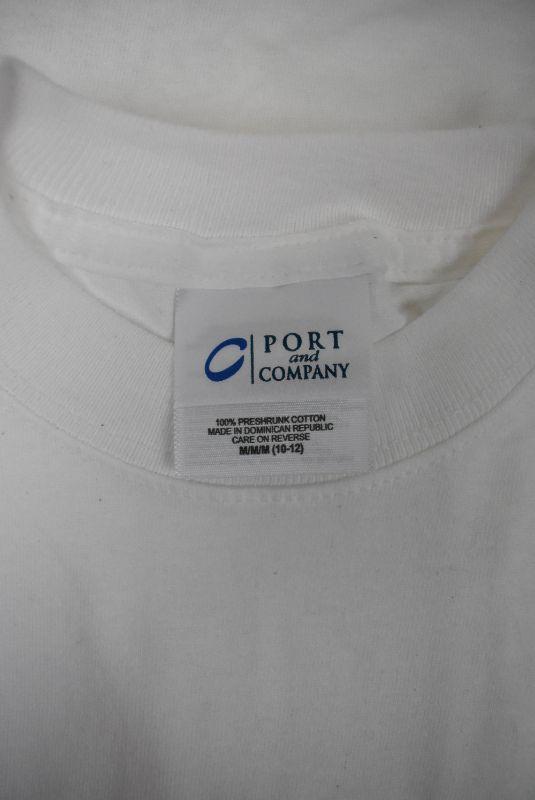 PORT
and
COMPANY
100% PRESHRUNK COTTON
MADE IN DOMINICAN REPUBLIC
CARE ON REVERSE
M/M/M (10-12)